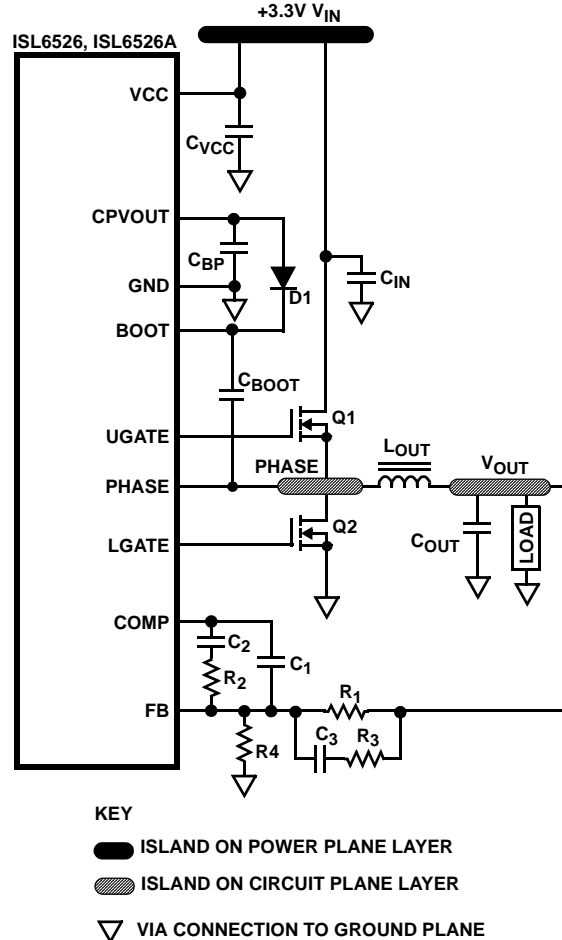 +3.3V VIN
ISL6526, ISL6526A
VCC
CVCC
CPVOUT
CBP
GND
D1
CIN
BOOT
CBOOT
Q1
UGATE
LOUT
PHASE
VOUT
PHASE
Q2
COUT
LOAD
LGATE
COMP
C2
C1
R2
R1
FB
C3
R3
R4
KEY
ISLAND ON POWER PLANE LAYER
ISLAND ON CIRCUIT PLANE LAYER
VIA CONNECTION TO GROUND PLANE